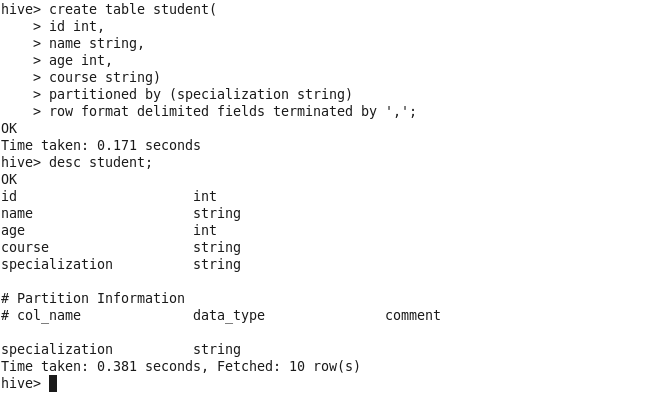 hive> create table student(
    > id int,
    > name string,
    > age int,
    > course string)
    > partitioned by (specialization string)
    > row format delimited fields terminated by ',';
OK
Time taken: 0.171 seconds
hive> desc student;
OK
id                      int
name                    string
age                     int
course                  string
specialization          string

# Partition Information
# col_name              data_type               comment

specialization          string
Time taken: 0.381 seconds, Fetched: 10 row(s)
hive>